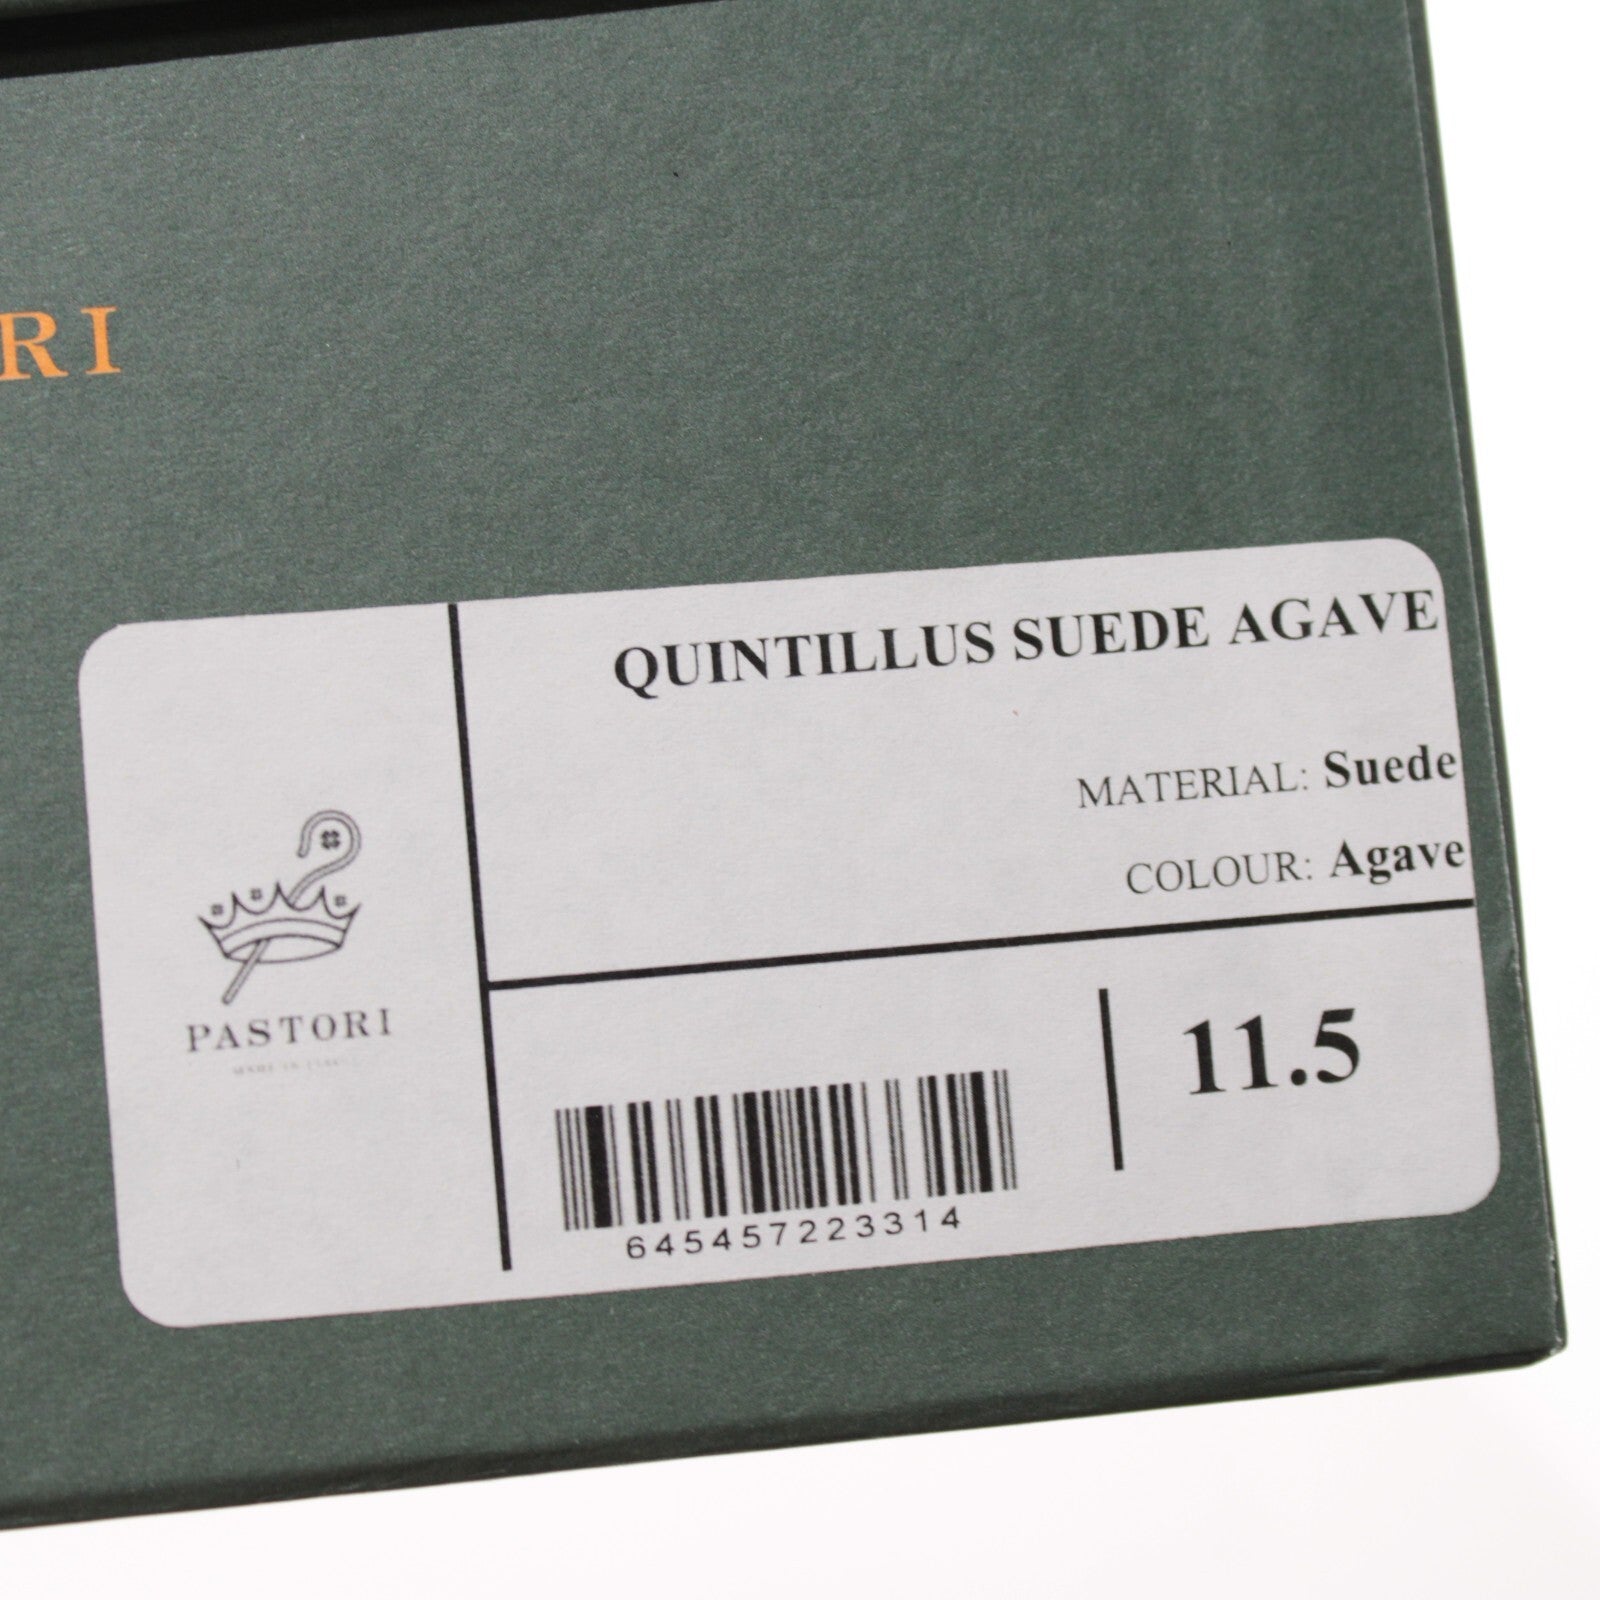 RI
QUINTILLUS SUEDE AGAVE
MATERIAL: Suede
COLOUR: Agave
PASTORI
11.5
645457223314